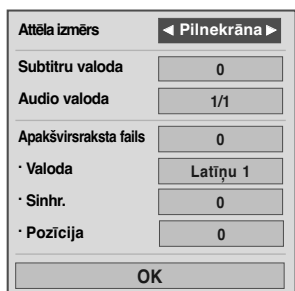 Attēla izmērs ◄ Pilnekrāna ►
Subtitru valoda 0
Audio valoda 1/1
Apakšvirsraksta fails 0
· Valoda Latīņu 1
· Sinhr. 0
· Pozīcija 0
OK